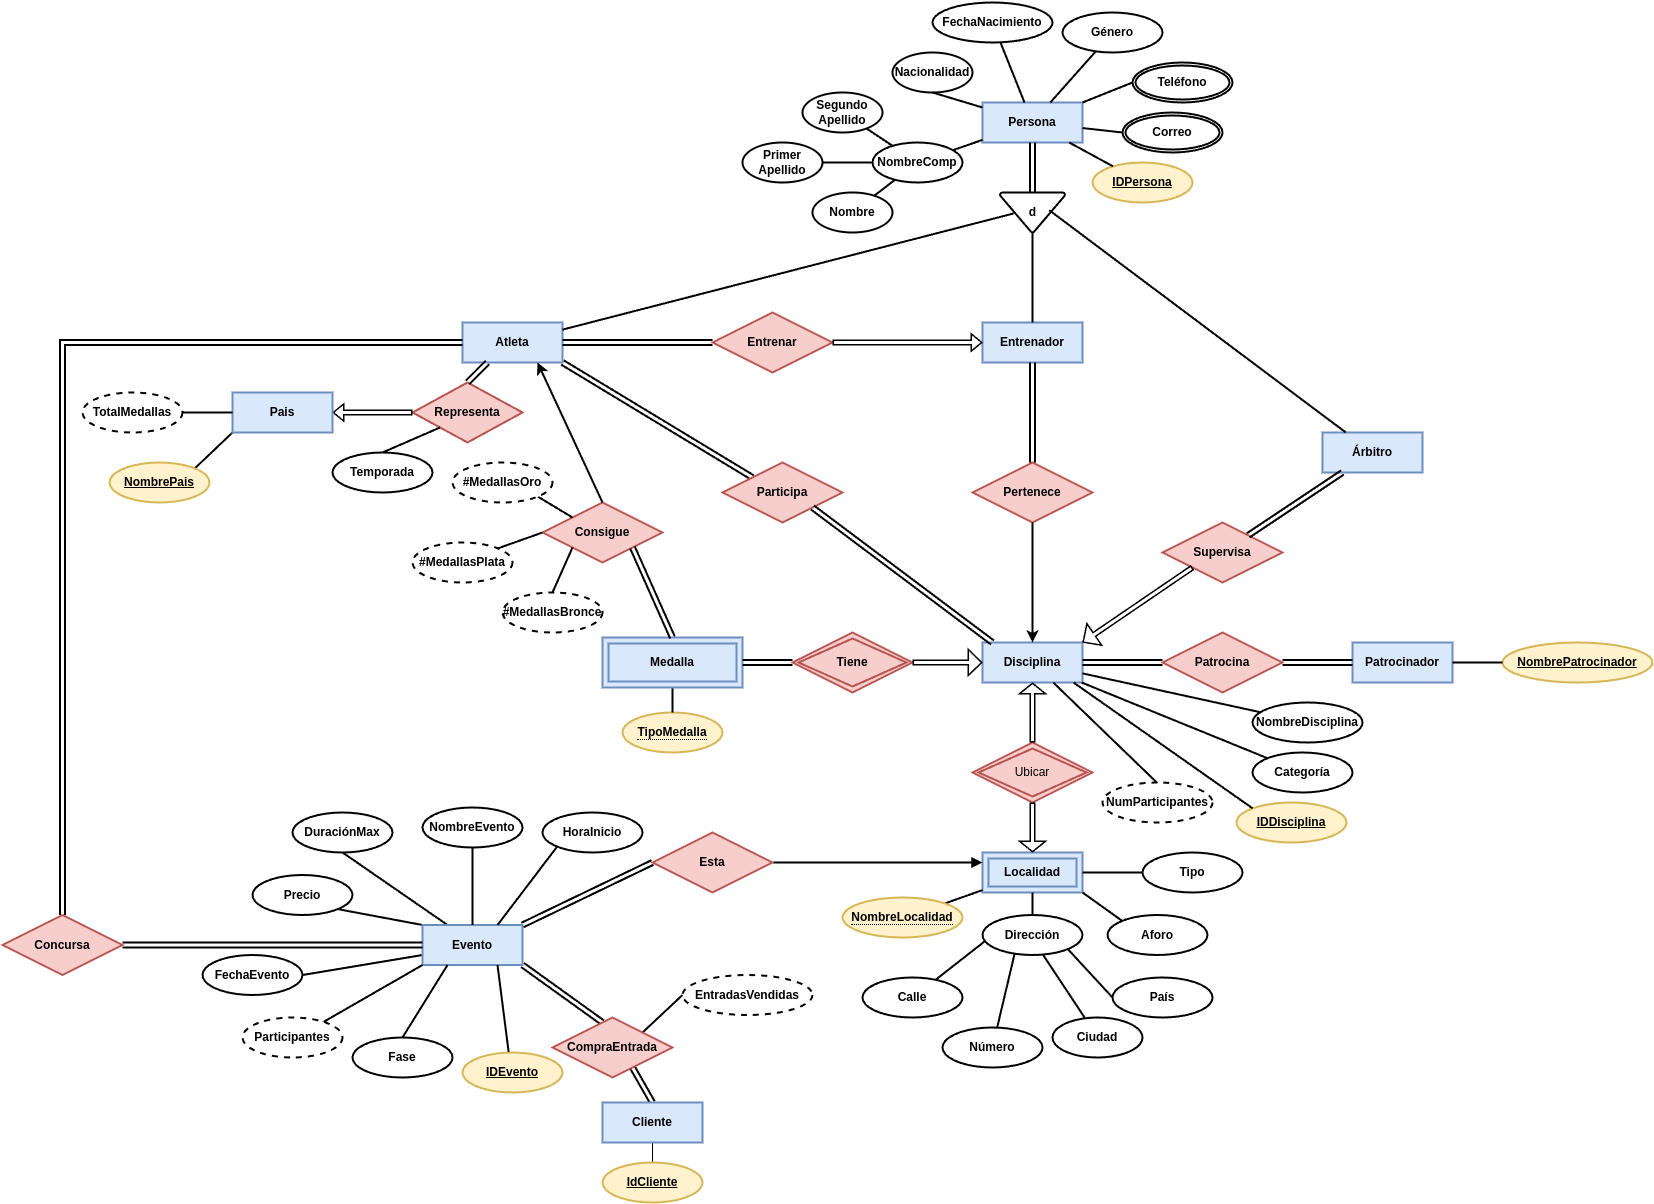 FechaNacimiento
Género
Nacionalidad
Teléfono
Segundo
Apellido
Persona
Correo
Primer
Apellido
NombreComp
IDPersona
Nombre
d
Atleta
Entrenar
Entrenador
TotalMedallas
Pais
Representa
Árbitro
Temporada
NombrePais
#MedallasOro
Participa
Pertenece
Consigue
Supervisa
#MedallasPlata
#MedallasBronce
Medalla
Tiene
Disciplina
Patrocina
Patrocinador
NombrePatrocinador
TipoMedalla
NombreDisciplina
Ubicar
Categoría
NumParticipantes
IDDisciplina
DuraciónMax
NombreEvento
HoraInicio
Esta
Localidad
Tipo
Precio
NombreLocalidad
Dirección
Aforo
Concursa
Evento
FechaEvento
EntradasVendidas
Calle
País
Participantes
Fase
CompraEntrada
Número
Ciudad
IDEvento
Cliente
IdCliente